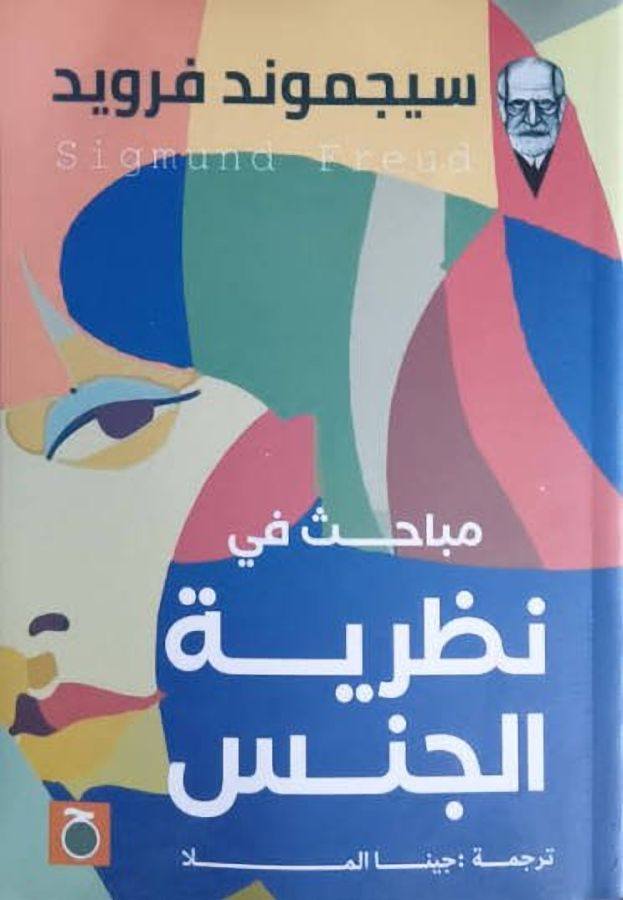 سيجموند فرويد
Sigmund Freud
مباحث في
نظرية
الجنس
ترجمة : جينا الملا